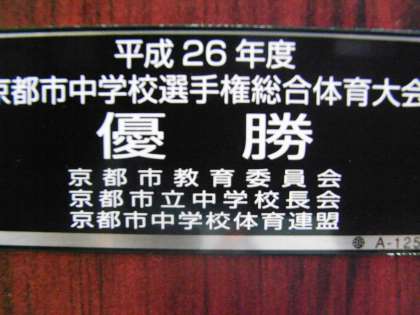 平成26年度
京都市中学校選手権総合体育大会
優勝
京都市教育委員会
京都市立中学校長会
京都市中学校体育連盟
A-125